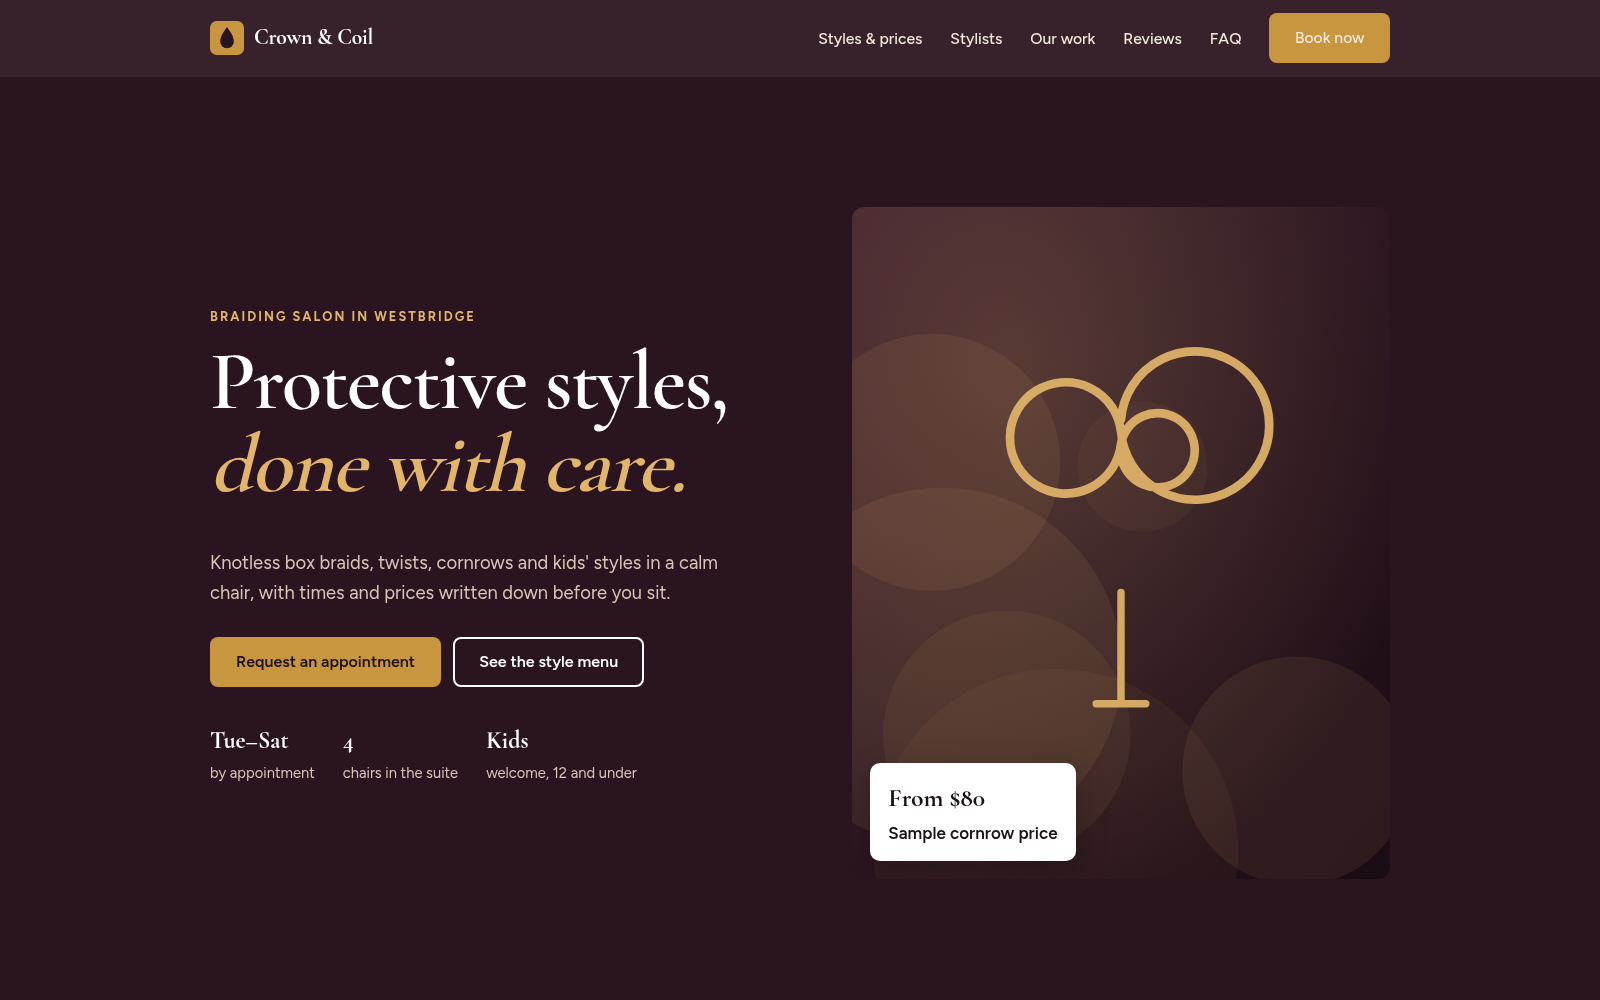 Crown & Coil
Styles & prices
Stylists
Our work
Reviews
FAQ
Book now
BRAIDING SALON IN WESTBRIDGE
Protective styles,
done with care.
Knotless box braids, twists, cornrows and kids' styles in a calm
chair, with times and prices written down before you sit.
Request an appointment
See the style menu
Tue–Sat
by appointment
4
chairs in the suite
Kids
welcome, 12 and under
From $80
Sample cornrow price